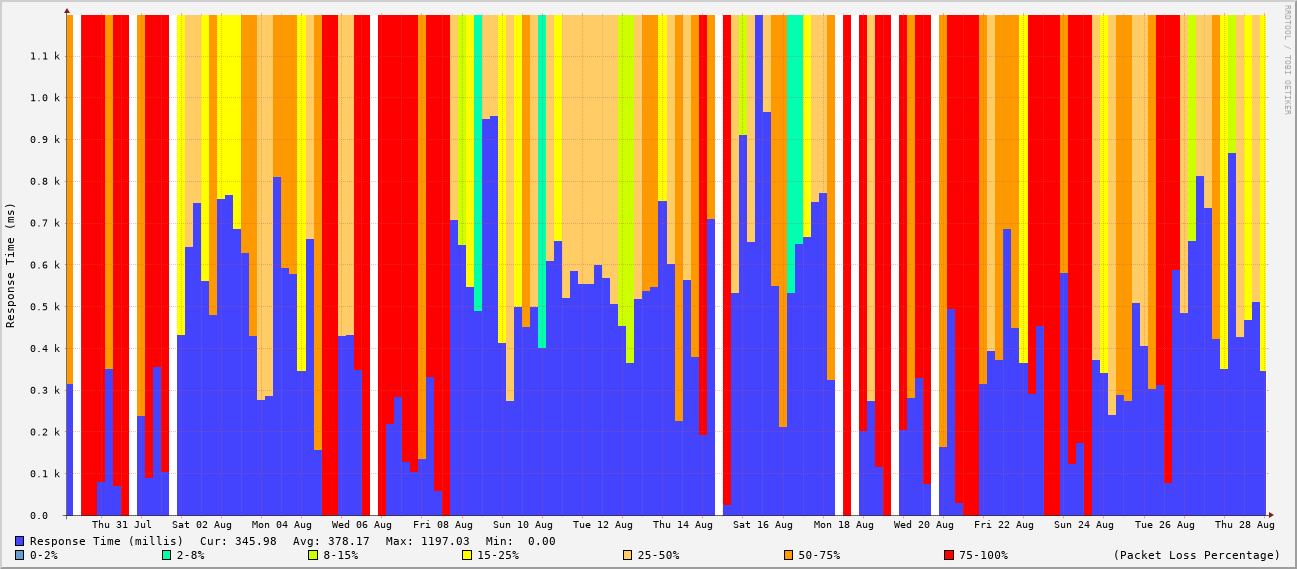 RRDTOOL / TOBI OETIKER
Response Time (ms)
1.1 k
1.0 k
0.9 k
0.8 k
0.7 k
0.6 k
0.5 k
0.4 k
0.3 k
0.2 k
0.1 k
0.0
Thu 31 Jul Sat 02 Aug Mon 04 Aug Wed 06 Aug Fri 08 Aug Sun 10 Aug Tue 12 Aug Thu 14 Aug Sat 16 Aug Mon 18 Aug Wed 20 Aug Fri 22 Aug Sun 24 Aug Tue 26 Aug Thu 28 Aug
Response Time (millis) Cur: 345.98 Avg: 378.17 Max: 1197.03 Min: 0.00
0-2% 2-8% 8-15% 15-25% 25-50% 50-75% 75-100% (Packet Loss Percentage)